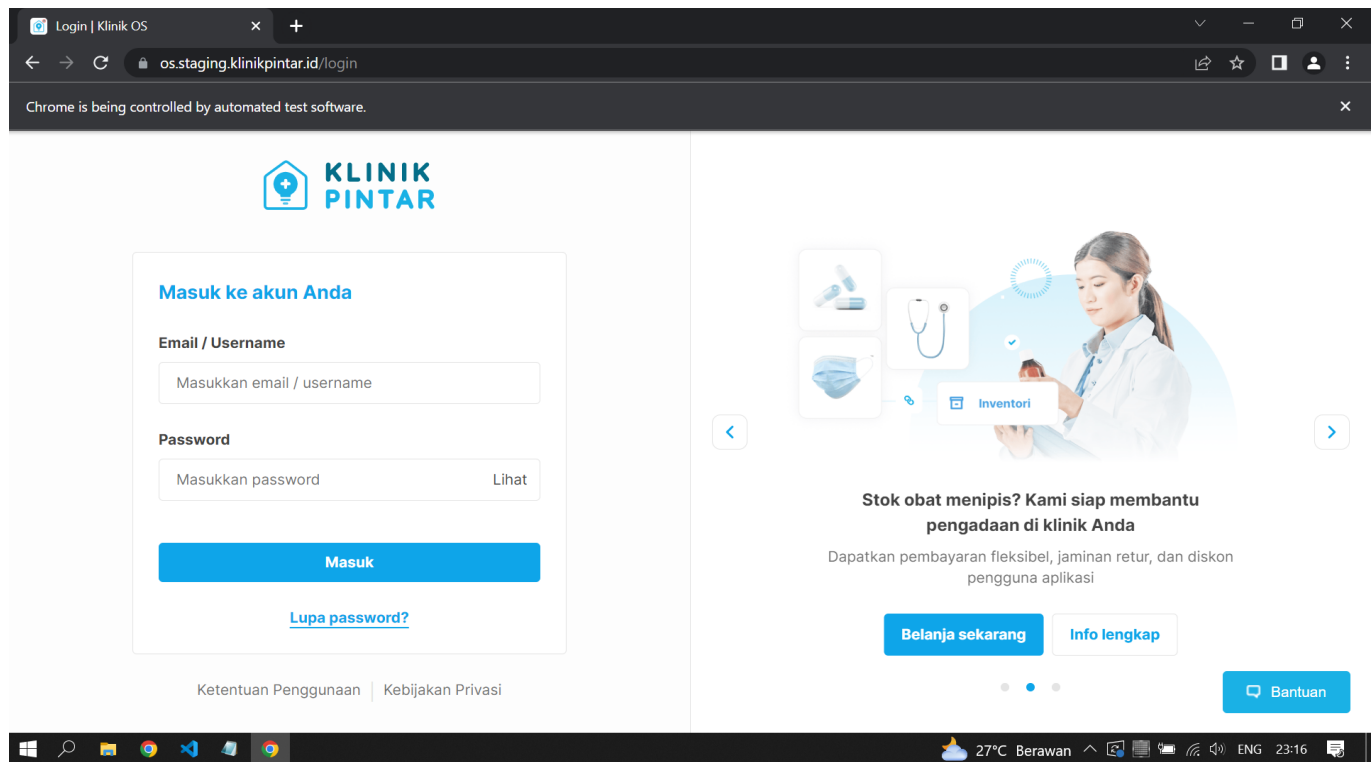 Login | Klinik OS
os.staging.klinikpintar.id/login
Chrome is being controlled by automated test software.
KLINIK
PINTAR
Masuk ke akun Anda
Email / Username
Masukkan email / username
Password
Masukkan password
Lihat
Masuk
Lupa password?
Ketentuan Penggunaan
Kebijakan Privasi
Inventori
Stok obat menipis? Kami siap membantu
pengadaan di klinik Anda
Dapatkan pembayaran fleksibel, jaminan retur, dan diskon
pengguna aplikasi
Belanja sekarang
Info lengkap
Bantuan
27°C Berawan
ENG
23:16